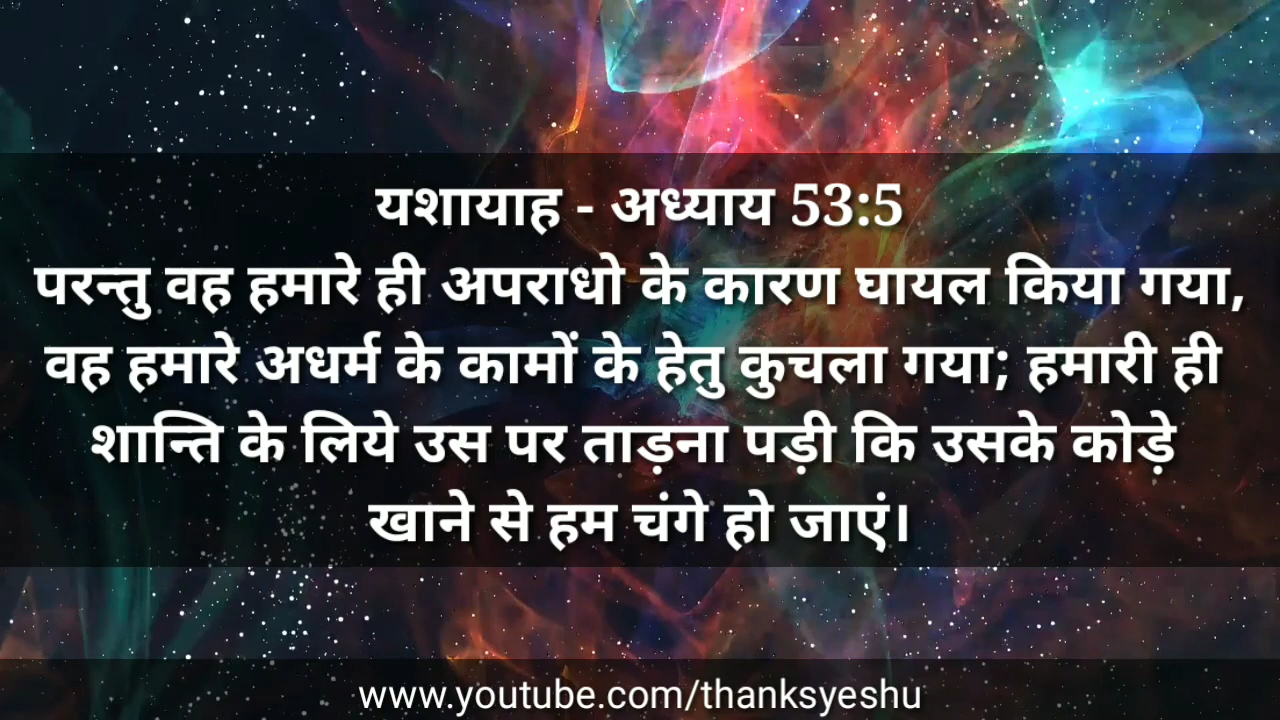 यशायाह - अध्याय 53:5
परन्तु वह हमारे ही अपराधो के कारण घायल किया गया,
वह हमारे अधर्म के कामों के हेतु कुचला गया; हमारी ही
शान्ति के लिये उस पर ताड़ना पड़ी कि उसके कोड़े
खाने से हम चंगे हो जाएं।
www.youtube.com/thanksyeshu